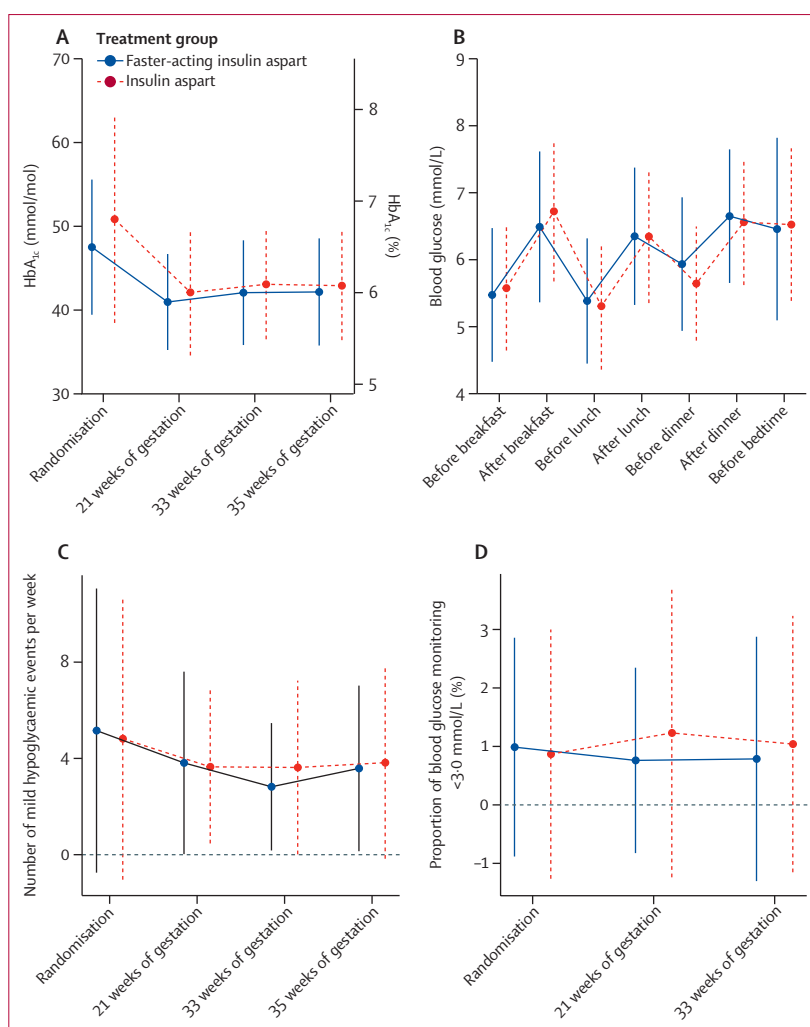 A
Treatment group
Faster-acting insulin aspart
Insulin aspart
HbA1c (mmol/mol)
70
60
50
40
30
HbA1c (%)
8
7
6
5
Randomisation
21 weeks of gestation
33 weeks of gestation
35 weeks of gestation
B
Blood glucose (mmol/L)
9
8
7
6
5
4
Before breakfast
After breakfast
Before lunch
After lunch
Before dinner
After dinner
Before bedtime
C
Number of mild hypoglycaemic events per week
8
4
0
Randomisation
21 weeks of gestation
33 weeks of gestation
35 weeks of gestation
D
Proportion of blood glucose monitoring
<3·0 mmol/L (%)
3
2
1
0
–1
Randomisation
21 weeks of gestation
33 weeks of gestation